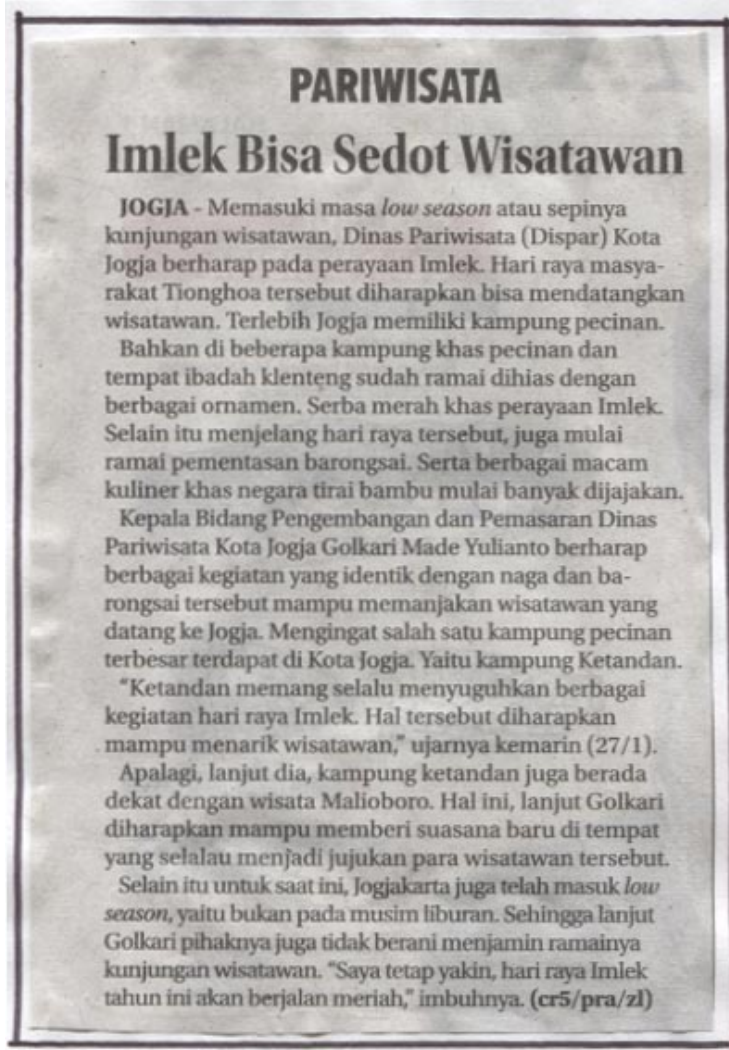 PARIWISATA
Imlek Bisa Sedot Wisatawan
JOGJA - Memasuki masa low season atau sepinya
kunjungan wisatawan, Dinas Pariwisata (Dispar) Kota
Jogja berharap pada perayaan Imlek. Hari raya masya-
rakat Tionghoa tersebut diharapkan bisa mendatangkan
wisatawan. Terlebih Jogja memiliki kampung pecinan.
Bahkan di beberapa kampung khas pecinan dan
tempat ibadah klenteng sudah ramai dihias dengan
berbagai ornamen. Serba merah khas perayaan Imlek.
Selain itu menjelang hari raya tersebut, juga mulai
ramai pementasan barongsai. Serta berbagai macam
kuliner khas negara tirai bambu mulai banyak dijajakan.
Kepala Bidang Pengembangan dan Pemasaran Dinas
Pariwisata Kota Jogja Golkari Made Yulianto berharap
berbagai kegiatan yang identik dengan naga dan ba-
rongsai tersebut mampu memanjakan wisatawan yang
datang ke Jogja. Mengingat salah satu kampung pecinan
terbesar terdapat di Kota Jogja. Yaitu kampung Ketandan.
“Ketandan memang selalu menyuguhkan berbagai
kegiatan hari raya Imlek. Hal tersebut diharapkan
mampu menarik wisatawan,” ujarnya kemarin (27/1).
Apalagi, lanjut dia, kampung ketandan juga berada
dekat dengan wisata Malioboro. Hal ini, lanjut Golkari
diharapkan mampu memberi suasana baru di tempat
yang selalau menjadi jujukan para wisatawan tersebut.
Selain itu untuk saat ini, Jogjakarta juga telah masuk low
season, yaitu bukan pada musim liburan. Sehingga lanjut
Golkari pihaknya juga tidak berani menjamin ramainya
kunjungan wisatawan. “Saya tetap yakin, hari raya Imlek
tahun ini akan berjalan meriah,” imbuhnya. (cr5/pra/zl)